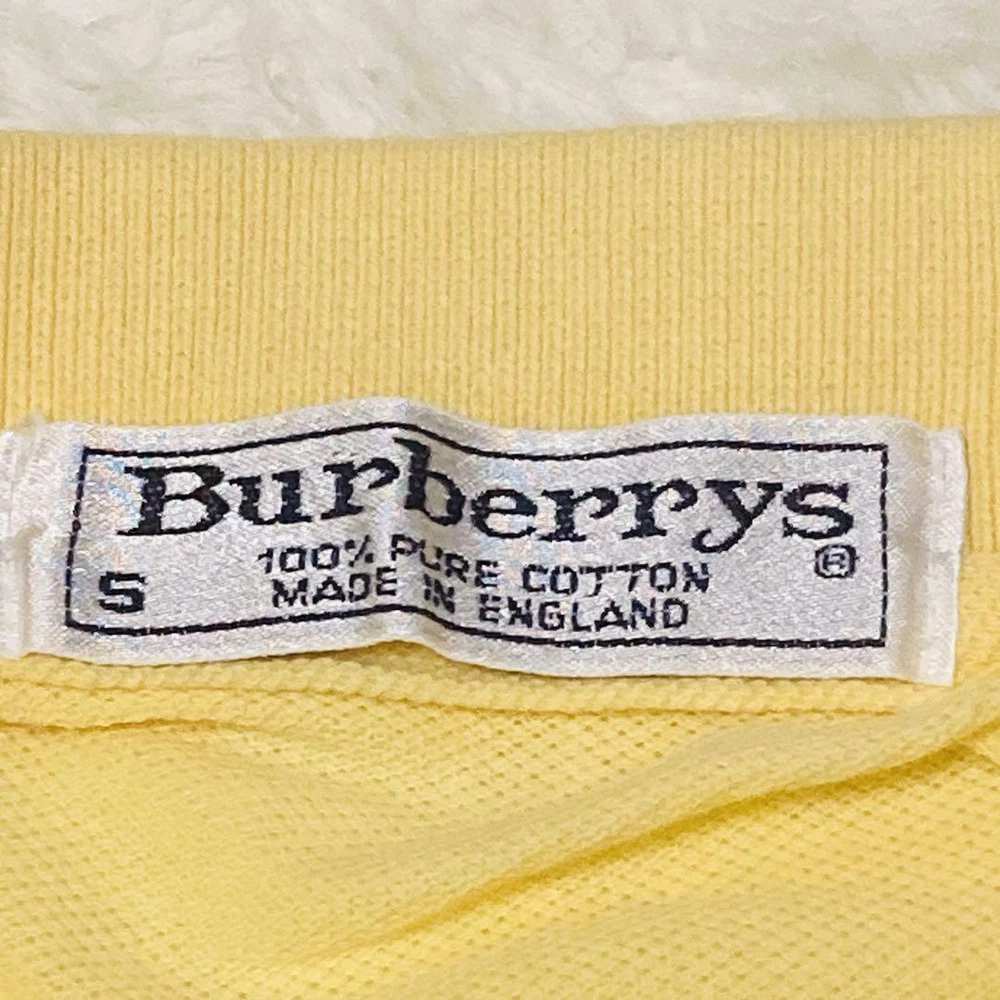 Burberrys
®
100% PURE COTTON
S MADE IN ENGLAND